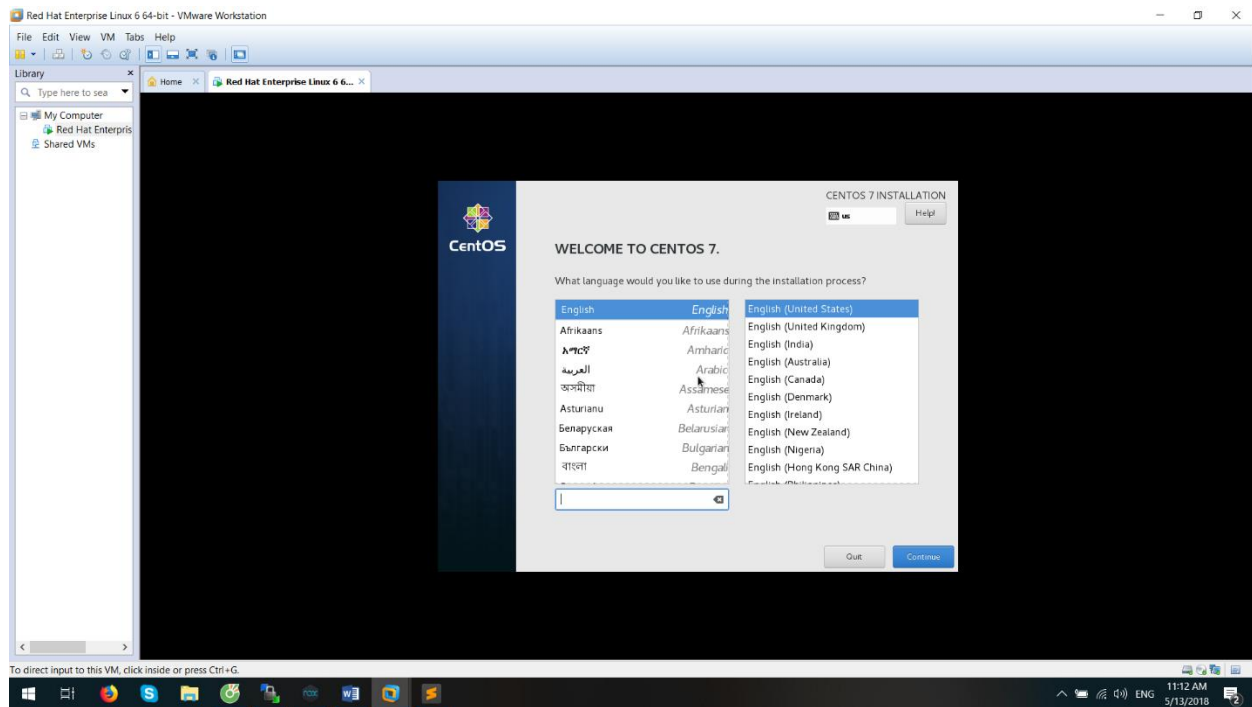 Red Hat Enterprise Linux 6 64-bit - VMware Workstation
File Edit View VM Tabs Help
Library
Type here to sea
My Computer
Red Hat Enterpris
Shared VMs
Home
Red Hat Enterprise Linux 6 6...
CentOS
CENTOS 7 INSTALLATION
us
Help!
WELCOME TO CENTOS 7.
What language would you like to use during the installation process?
English English
Afrikaans Afrikaans
አማርኛ Amharic
العربية Arabic
অসমীয়া Assamese
Asturianu Asturian
Беларуская Belarusian
Български Bulgarian
বাংলা Bengali
English (United States)
English (United Kingdom)
English (India)
English (Australia)
English (Canada)
English (Denmark)
English (Ireland)
English (New Zealand)
English (Nigeria)
English (Hong Kong SAR China)
Quit
Continue
To direct input to this VM, click inside or press Ctrl+G.
ENG
11:12 AM
5/13/2018